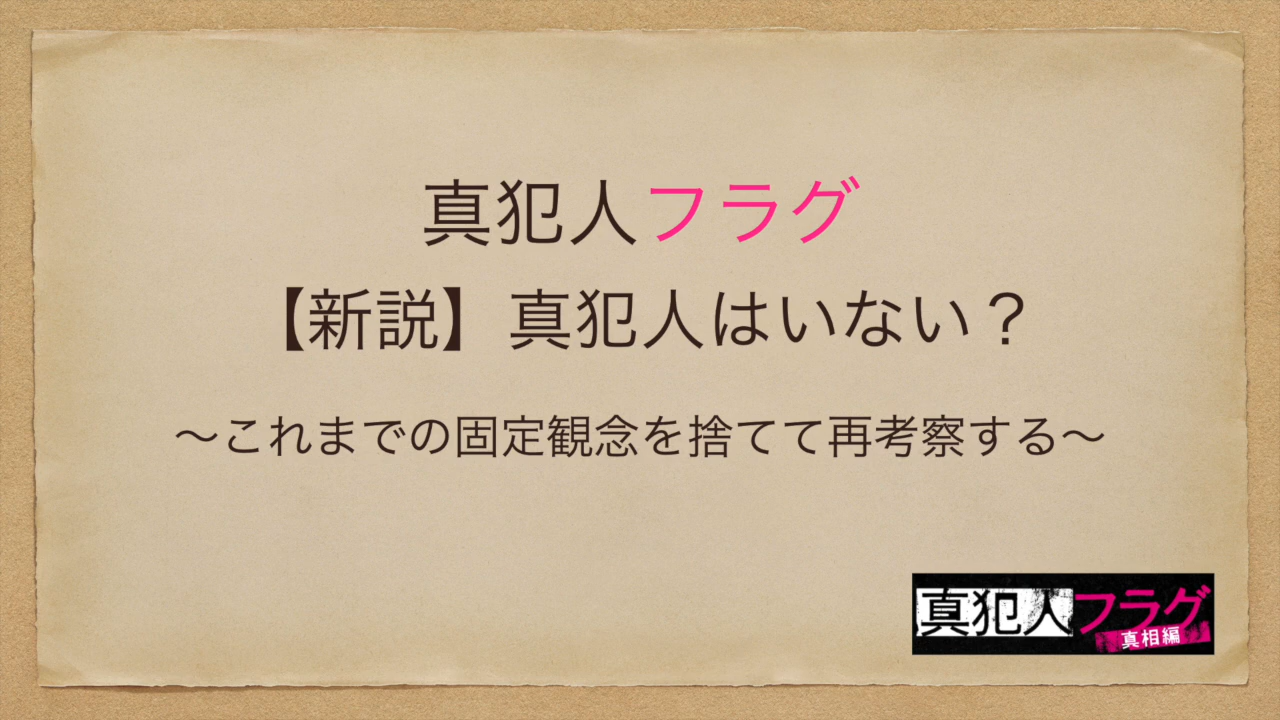 真犯人フラグ
【新説】真犯人はいない？
〜これまでの固定観念を捨てて再考察する〜
真犯人フラグ
真相編